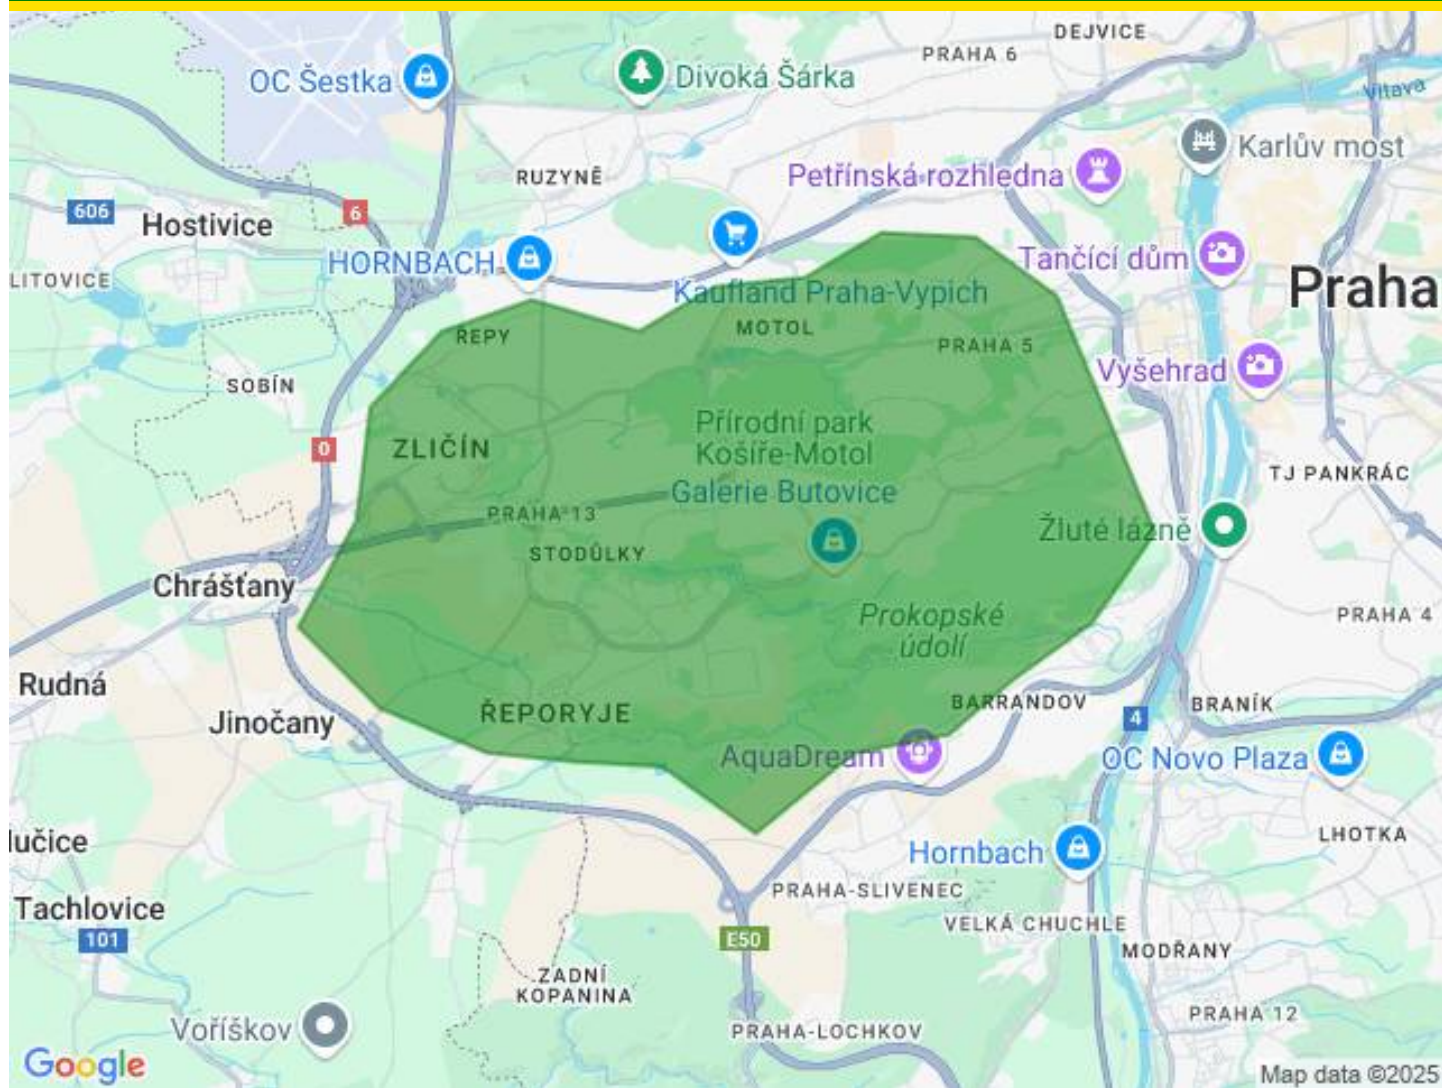 DEJVICE
PRAHA 6
OC Šestka
Divoká Šárka
Vltava
Karlův most
Petřínská rozhledna
RUZYNĚ
606
6
Hostivice
HORNBACH
Tančící dům
LITOVICE
Kaufland Praha-Vypich
Praha
MOTOL
ŘEPY
PRAHA 5
Vyšehrad
SOBÍN
Přírodní park
Košíře-Motol
ZLIČÍN
0
TJ PANKRÁC
Galerie Butovice
PRAHA 13
Žluté lázně
STODŮLKY
Chrášťany
Prokopské
údolí
PRAHA 4
Rudná
BARRANDOV
BRANÍK
ŘEPORYJE
4
Jinočany
AquaDream
OC Novo Plaza
lučice
LHOTKA
Hornbach
PRAHA-SLIVENEC
Tachlovice
VELKÁ CHUCHLE
101
E50
MODŘANY
ZADNÍ
KOPANINA
PRAHA 12
Voříškov
PRAHA-LOCHKOV
Google
Map data ©2025